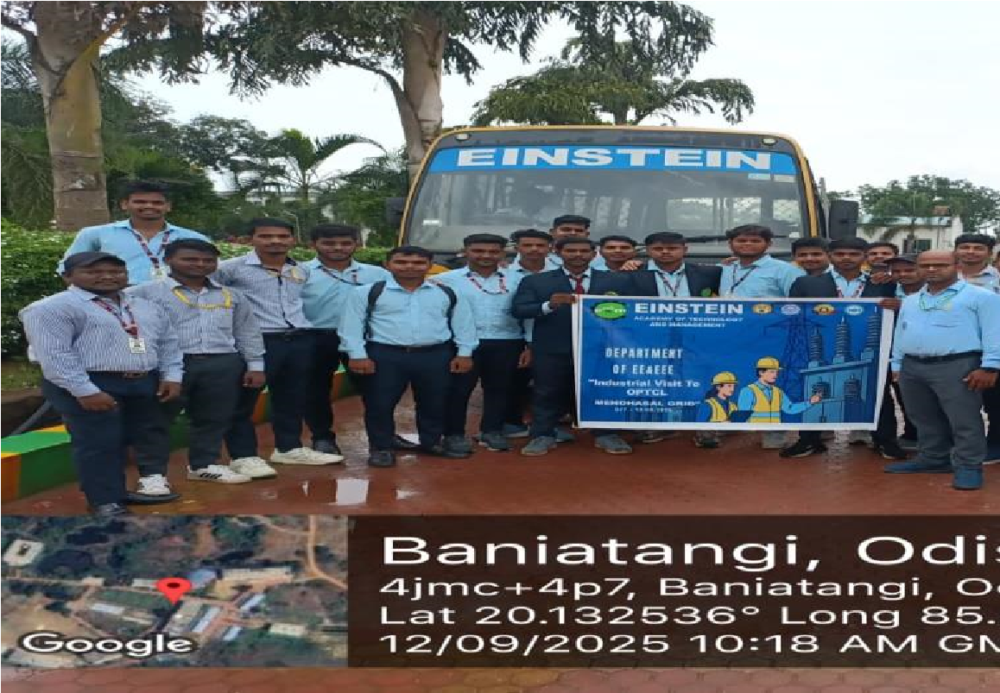 EINSTEIN
EINSTEIN
ACADEMY OF TECHNOLOGY
AND MANAGEMENT
DEPARTMENT
OF EE&EEE
"Industrial Visit To
OPTCL
MENDHASAL GRID"
Baniatangi, Odis
4jmc+4p7, Baniatangi, O
Lat 20.132536° Long 85.
12/09/2025 10:18 AM GM
Google